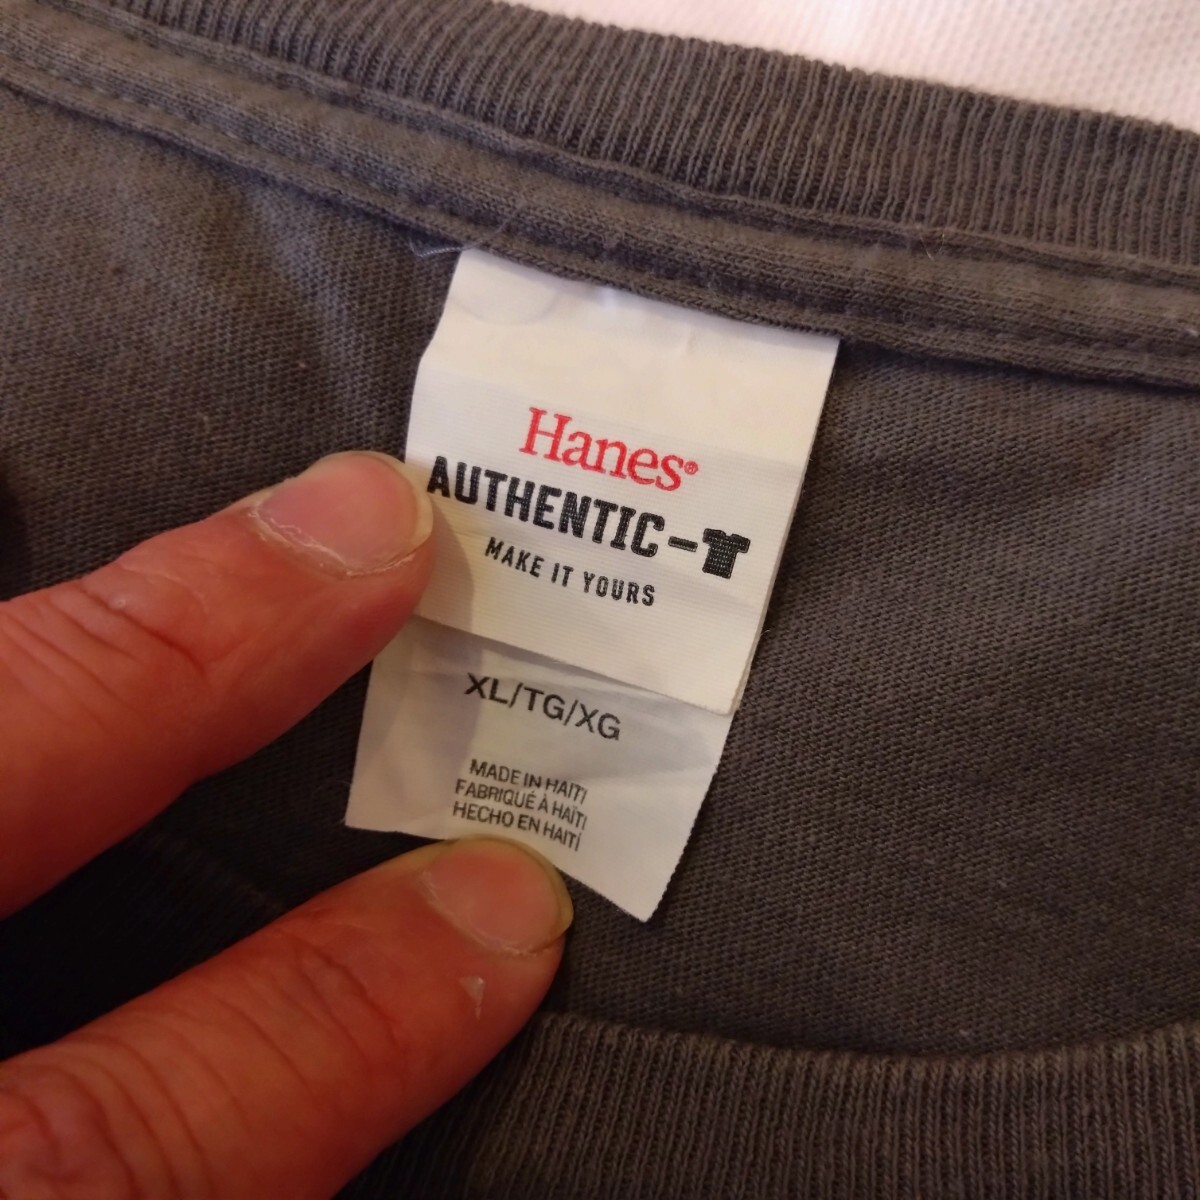 Hanes®
AUTHENTIC-
MAKE IT YOURS
XL/TG/XG
MADE IN HAITI
FABRIQUÉ À HAÏTI
HECHO EN HAITÍ